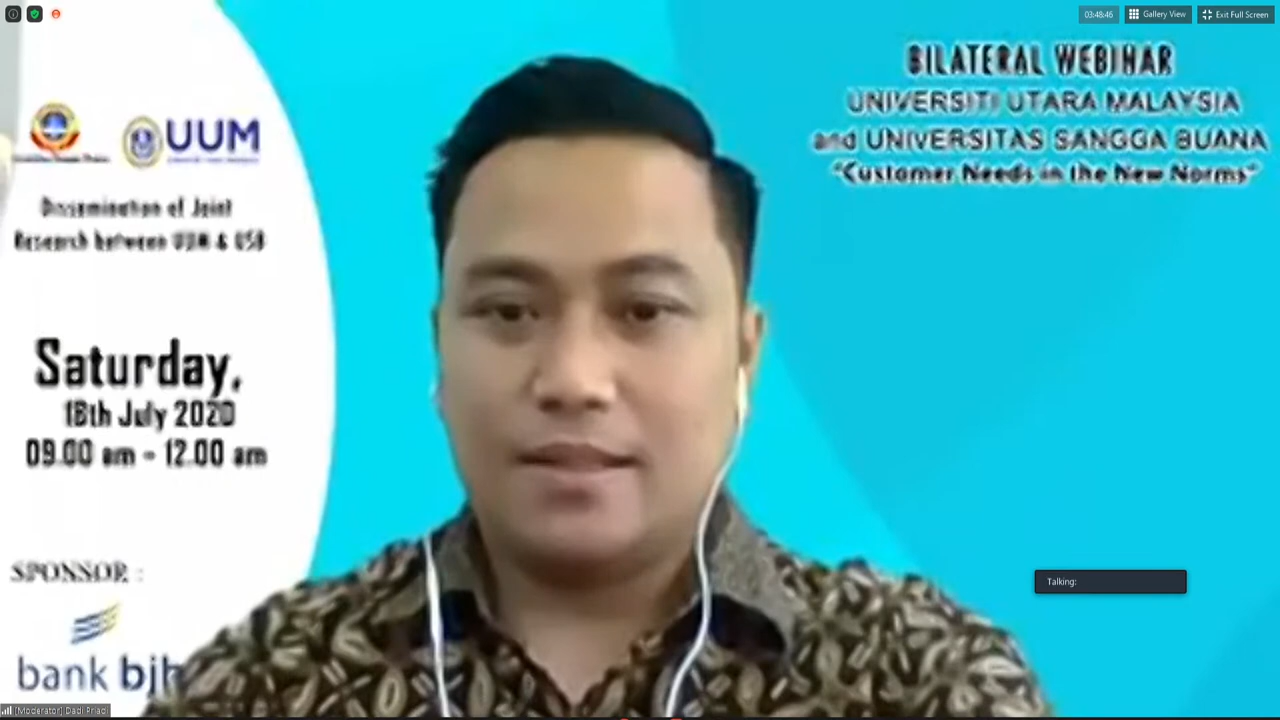 03:48:46
Gallery View
Exit Full Screen
BILATERAL WEBINAR
UNIVERSITI UTARA MALAYSIA
and UNIVERSITAS SANGGA BUANA
"Customer Needs in the New Norms"
UUM
Dissemination of Joint
Research between UUM & USB
Saturday,
18th July 2020
09.00 am - 12.00 am
SPONSOR :
bank bjb
Talking:
[Moderator] Dadi Priadi